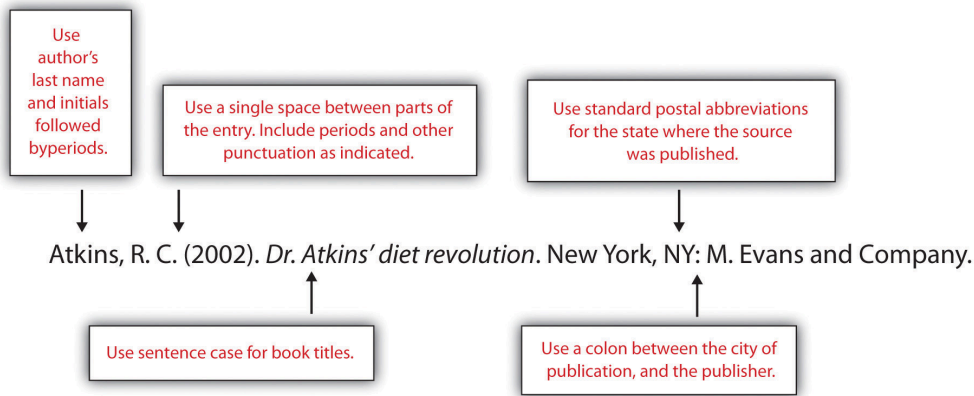 Use
author's
last name
and initials
followed
byperiods.
Use a single space between parts of
the entry. Include periods and other
punctuation as indicated.
Use standard postal abbreviations
for the state where the source
was published.
Atkins, R. C. (2002). Dr. Atkins' diet revolution. New York, NY: M. Evans and Company.
Use sentence case for book titles.
Use a colon between the city of
publication, and the publisher.